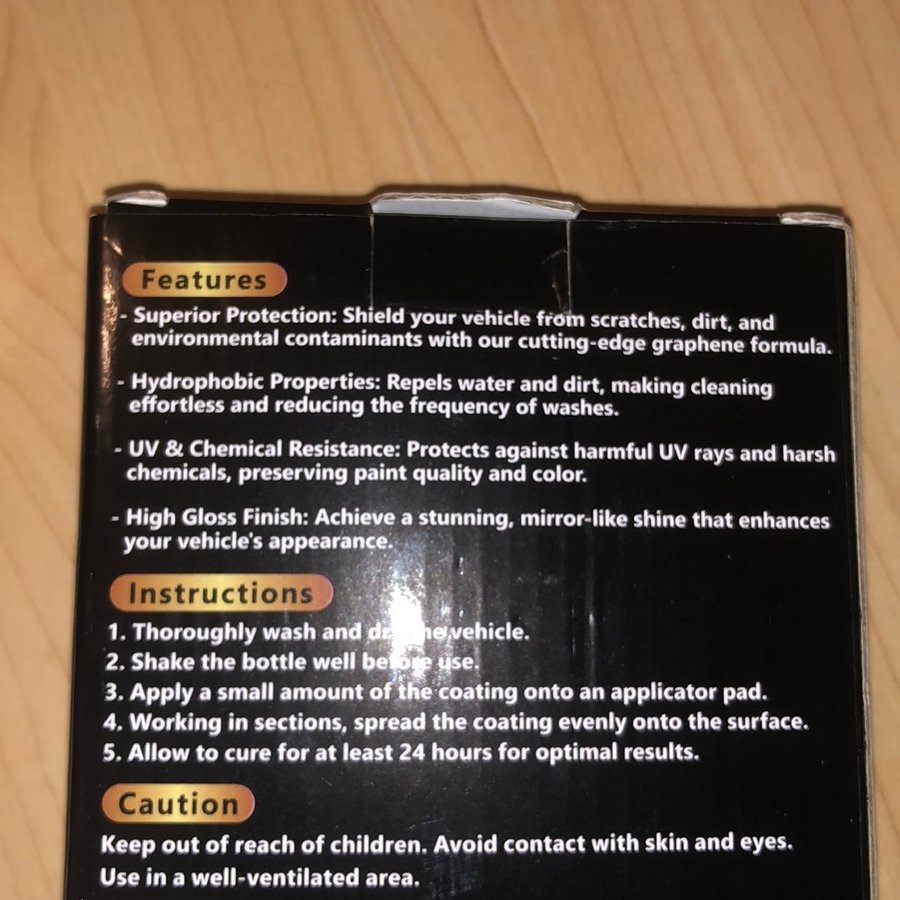 Features
- Superior Protection: Shield your vehicle from scratches, dirt, and
environmental contaminants with our cutting-edge graphene formula.
- Hydrophobic Properties: Repels water and dirt, making cleaning
effortless and reducing the frequency of washes.
- UV & Chemical Resistance: Protects against harmful UV rays and harsh
chemicals, preserving paint quality and color.
- High Gloss Finish: Achieve a stunning, mirror-like shine that enhances
your vehicle's appearance.
Instructions
1. Thoroughly wash and vehicle.
2. Shake the bottle well before use.
3. Apply a small amount of the coating onto an applicator pad.
4. Working in sections, spread the coating evenly onto the surface.
5. Allow to cure for at least 24 hours for optimal results.
Caution
Keep out of reach of children. Avoid contact with skin and eyes.
Use in a well-ventilated area.